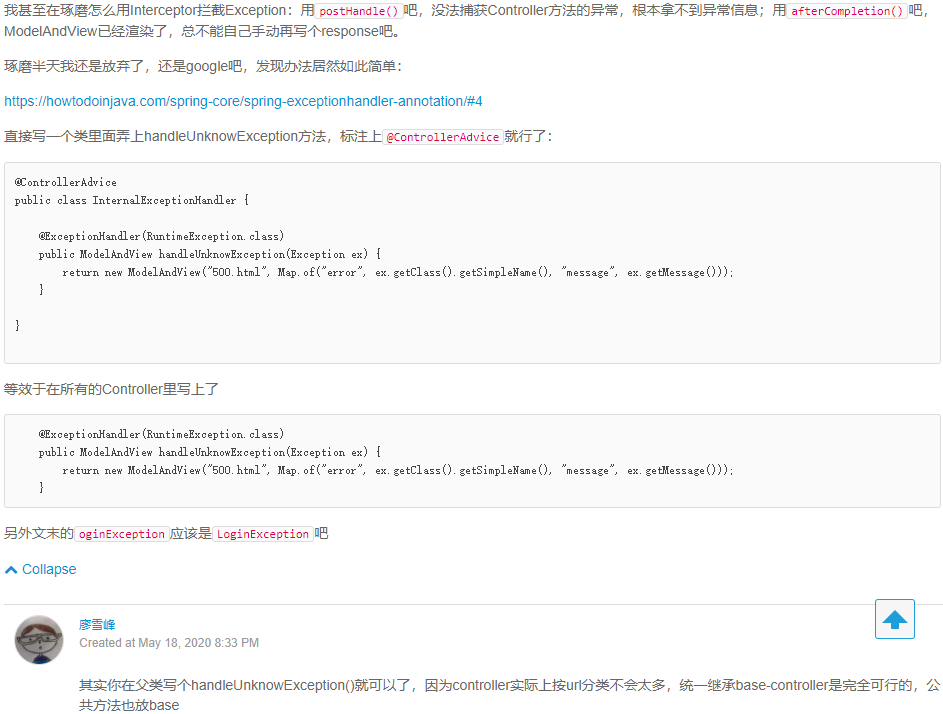 我甚至在琢磨怎么用Interceptor拦截Exception：用 postHandle() 吧，没法捕获Controller方法的异常，根本拿不到异常信息；用 afterCompletion() 吧，
ModelAndView已经渲染了，总不能自己手动再写个response吧。
琢磨半天我还是放弃了，还是google吧，发现办法居然如此简单：
https://howtodoinjava.com/spring-core/spring-exceptionhandler-annotation/#4
直接写一个类里面弄上handleUnknowException方法，标注上 @ControllerAdvice 就行了：
@ControllerAdvice
public class InternalExceptionHandler {
@ExceptionHandler(RuntimeException.class)
public ModelAndView handleUnknowException(Exception ex) {
return new ModelAndView("500.html", Map.of("error", ex.getClass().getSimpleName(), "message", ex.getMessage()));
}
}
等效于在所有的Controller里写上了
@ExceptionHandler(RuntimeException.class)
public ModelAndView handleUnknowException(Exception ex) {
return new ModelAndView("500.html", Map.of("error", ex.getClass().getSimpleName(), "message", ex.getMessage()));
}
另外文末的 oginException 应该是 LoginException 吧
Collapse
廖雪峰
Created at May 18, 2020 8:33 PM
其实你在父类写个handleUnknowException()就可以了，因为controller实际上按url分类不会太多，统一继承base-controller是完全可行的，公
共方法也放base